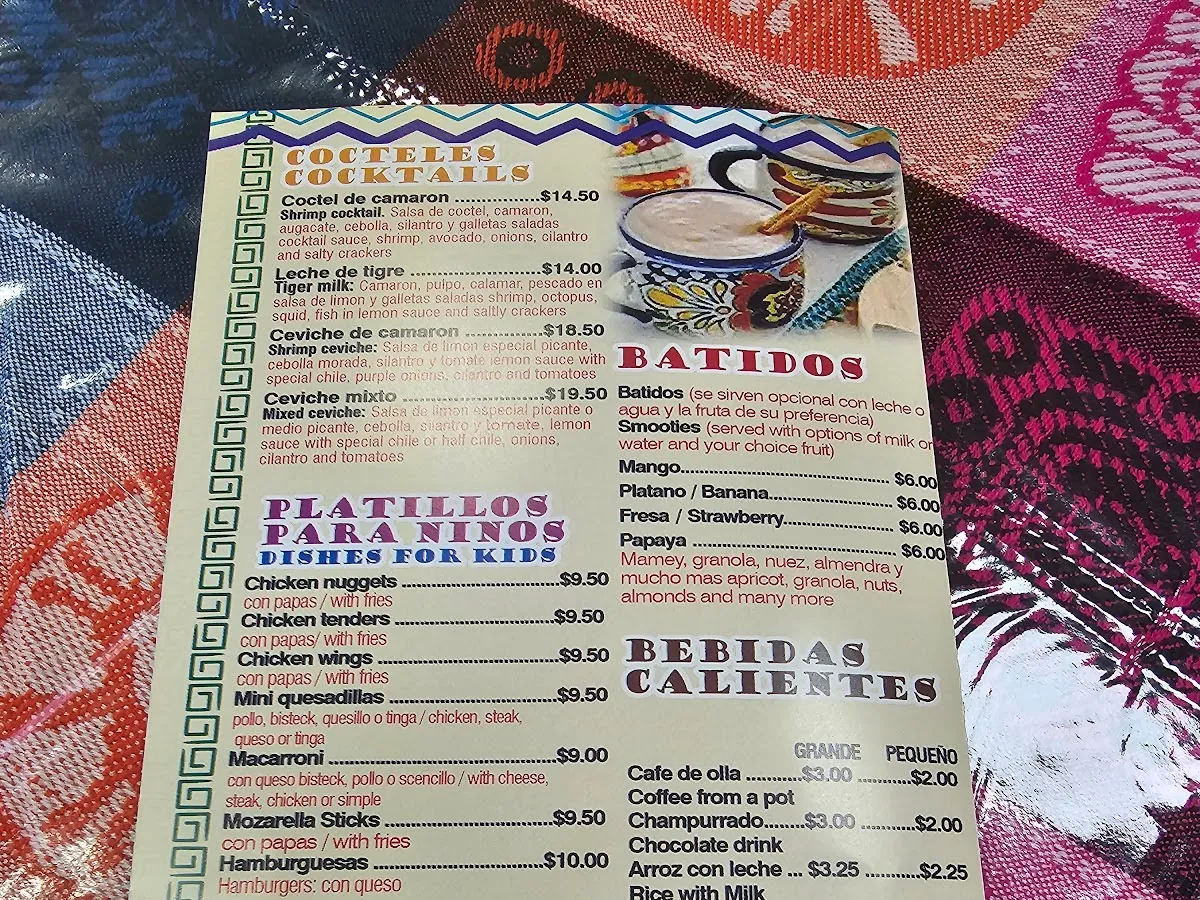 COCTELES
COCKTAILS
Coctel de camaron ................$14.50
Shrimp cocktail. Salsa de coctel, camaron,
augacate, cebolla, silantro y galletas saladas
cocktail sauce, shrimp, avocado, onions, cilantro
and salty crackers
Leche de tigre ........................$14.00
Tiger milk: Camaron, pulpo, calamar, pescado en
salsa de limon y galletas saladas shrimp, octopus,
squid, fish in lemon sauce and saltly crackers
Ceviche de camaron ..............$18.50
Shrimp ceviche: Salsa de limon especial picante,
cebolla morada, silantro y tomate lemon sauce with
special chile, purple onions, cilantro and tomatoes
Ceviche mixto ..........................$19.50
Mixed ceviche: Salsa de limon especial picante o
medio picante, cebolla, silantro y tomate, lemon
sauce with special chile or half chile, onions,
cilantro and tomatoes
PLATILLOS
PARA NINOS
DISHES FOR KIDS
Chicken nuggets ..............................$9.50
con papas / with fries
Chicken tenders ..............................$9.50
con papas/ with fries
Chicken wings ..................................$9.50
con papas / with fries
Mini quesadillas ................................$9.50
pollo, bisteck, quesillo o tinga / chicken, steak,
queso or tinga
Macarroni ..........................................$9.00
con queso bisteck, pollo o scencillo / with cheese,
steak, chicken or simple
Mozarella Sticks ................................$9.50
con papas / with fries
Hamburguesas ................................$10.00
Hamburgers: con queso
BATIDOS
Batidos (se sirven opcional con leche o
agua y la fruta de su preferencia)
Smooties (served with options of milk or
water and your choice fruit)
Mango....................................... $6.00
Platano / Banana....................... $6.00
Fresa / Strawberry.................... $6.00
Papaya ..................................... $6.00
Mamey, granola, nuez, almendra y
mucho mas apricot, granola, nuts,
almonds and many more
BEBIDAS
CALIENTES
GRANDE PEQUEÑO
Cafe de olla ..........$3.00 ..........$2.00
Coffee from a pot
Champurrado.......$3.00 ..........$2.00
Chocolate drink
Arroz con leche ... $3.25 ..........$2.25
Rice with Milk